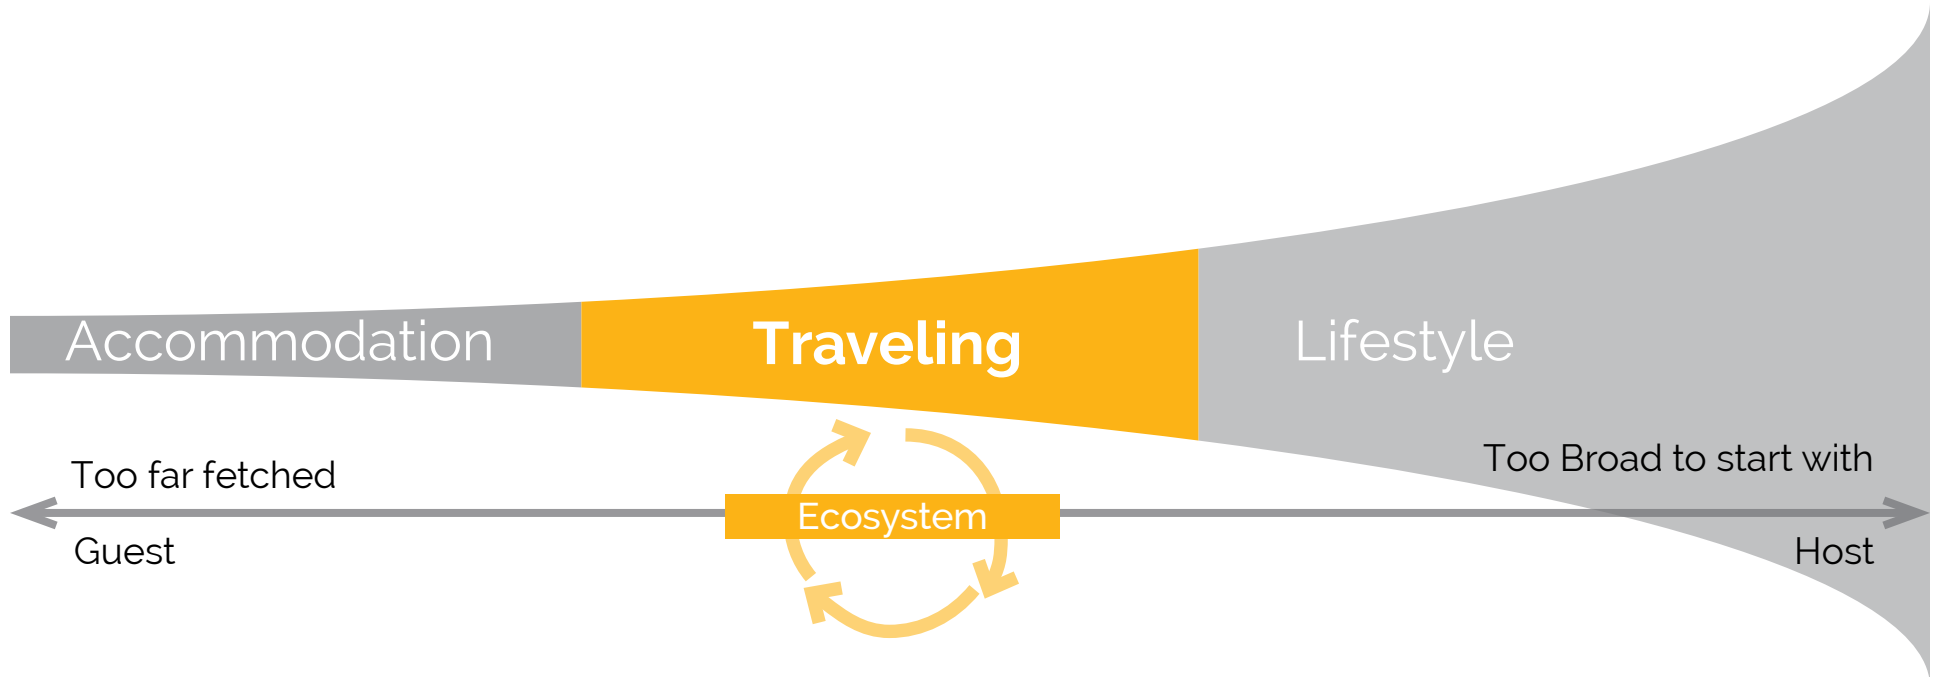 Accommodation
Traveling
Lifestyle
Too far fetched
Too Broad to start with
Ecosystem
Guest
Host